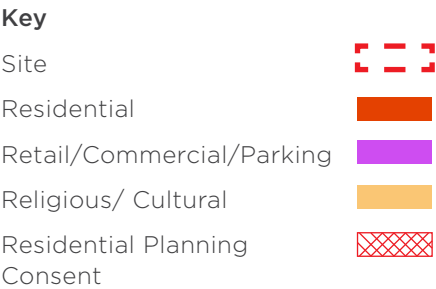 Key
Site
Residential
Retail/Commercial/Parking
Religious/ Cultural
Residential Planning
Consent